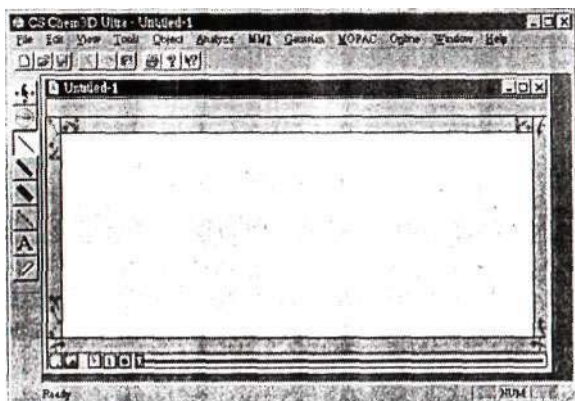 CS Chem3D Ultra - Untitled-1
File Edit View Tools Object Analyze MM2 Gaussian MOPAC Online Window Help
Untitled-1
A
Ready
NUM